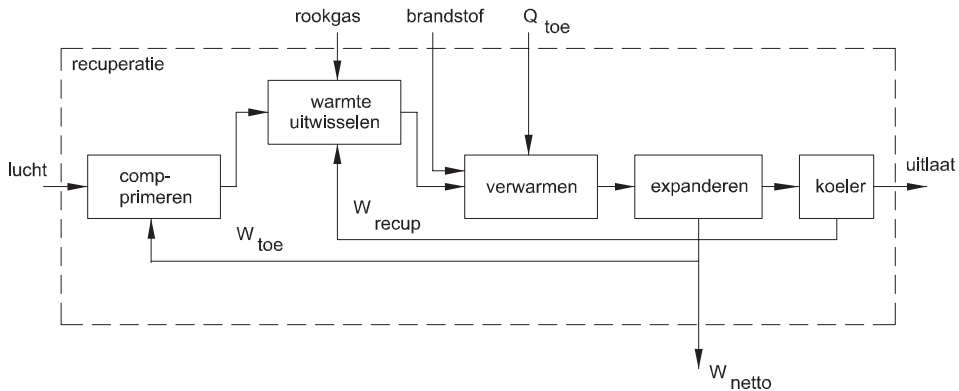 rookgas
brandstof
Q toe
recuperatie
warmte
uitwisselen
lucht
comp-
primeren
verwarmen
expanderen
koeler
uitlaat
W recup
W toe
W netto